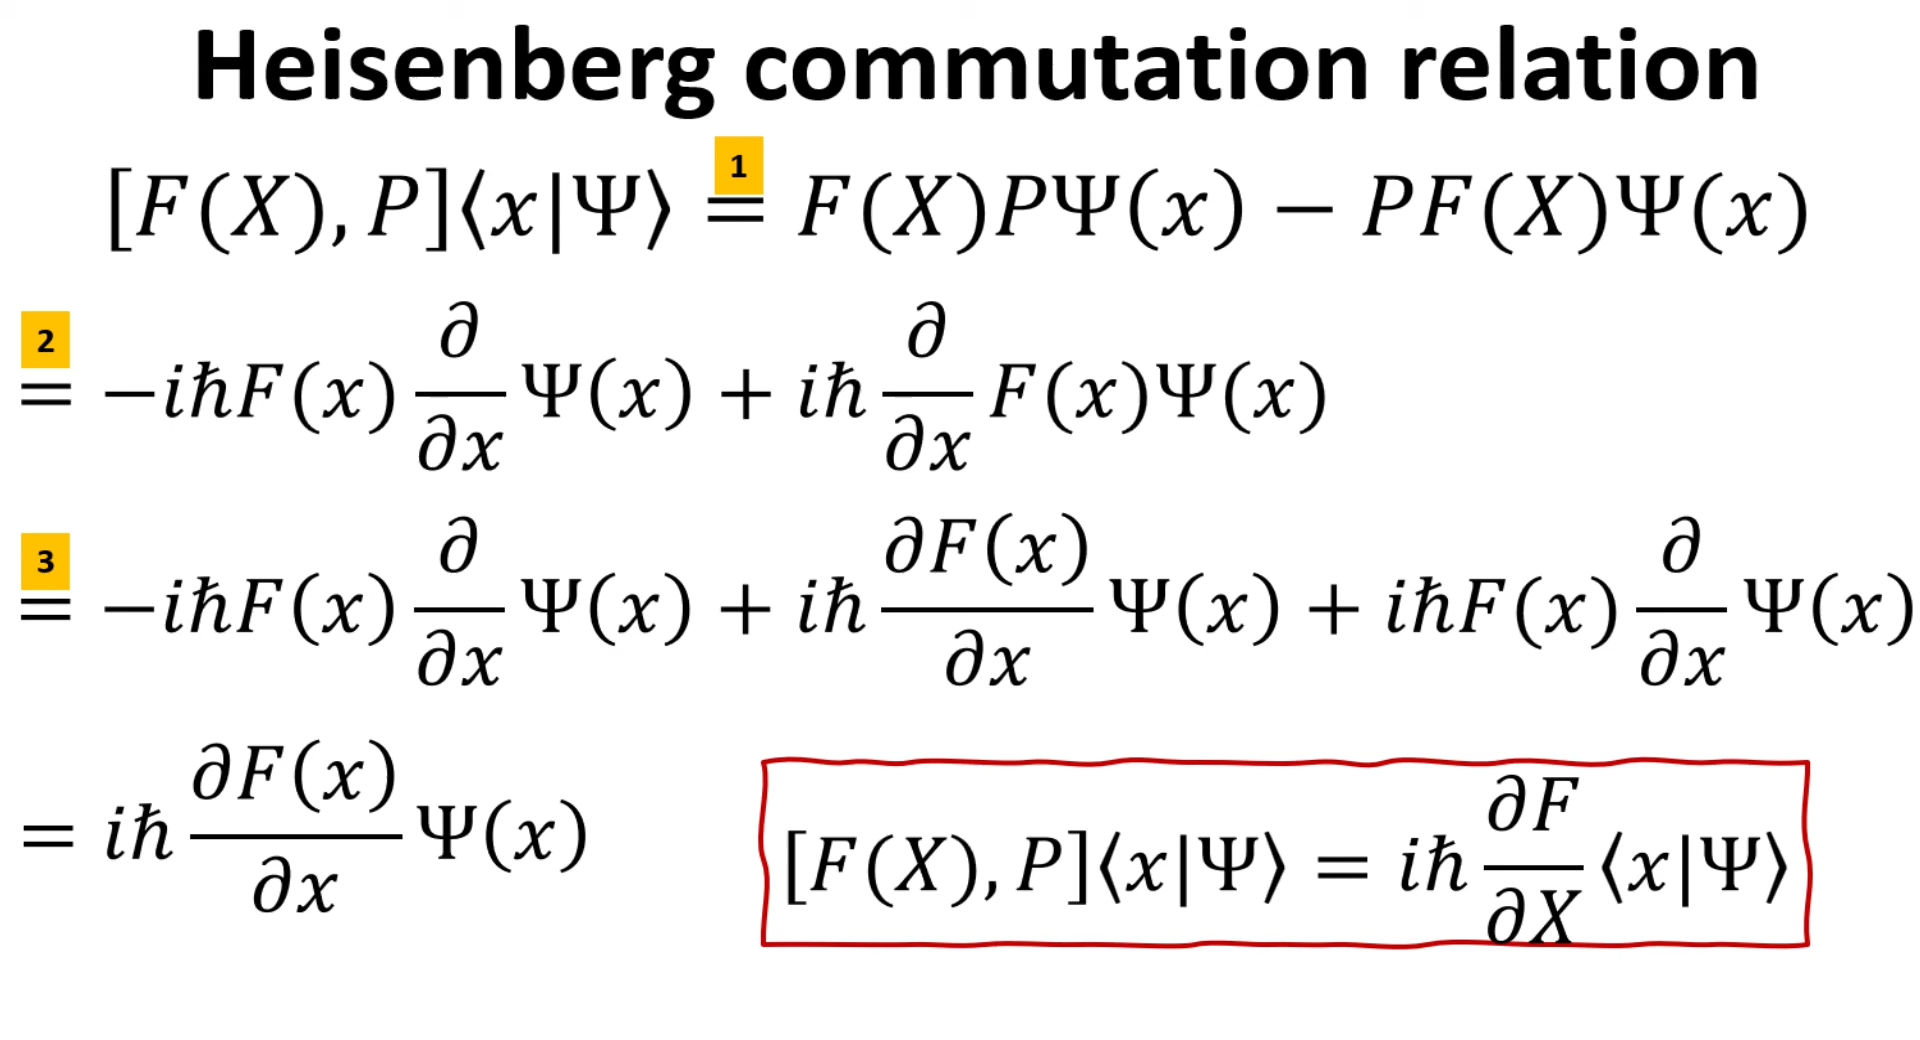 Heisenberg commutation relation
1
[F(X), P]⟨x|Ψ⟩ = F(X)PΨ(x) − PF(X)Ψ(x)
2
= −iħF(x) ∂/∂x Ψ(x) + iħ ∂/∂x F(x)Ψ(x)
3
= −iħF(x) ∂/∂x Ψ(x) + iħ ∂F(x)/∂x Ψ(x) + iħF(x) ∂/∂x Ψ(x)
= iħ ∂F(x)/∂x Ψ(x)
[F(X), P]⟨x|Ψ⟩ = iħ ∂F/∂X ⟨x|Ψ⟩